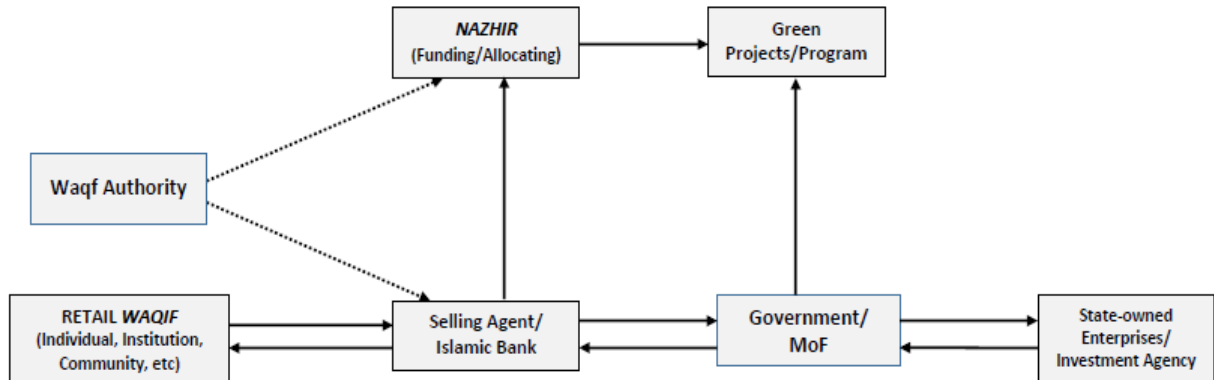 NAZHIR
(Funding/Allocating)
Green
Projects/Program
Waqf Authority
RETAIL WAQIF
(Individual, Institution,
Community, etc)
Selling Agent/
Islamic Bank
Government/
MoF
State-owned
Enterprises/
Investment Agency